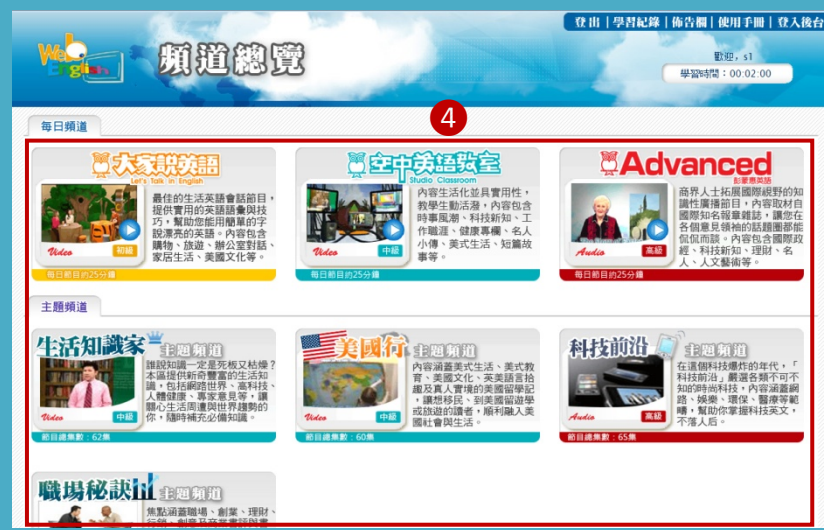 登出 | 學習紀錄 | 佈告欄 | 使用手冊 | 登入後台
Web English
頻道總覽
歡迎，s1
學習時間：00:02:00
4
每日頻道
大家說英語
Let's Talk in English
最佳的生活英語會話節目，
提供實用的英語語彙與技
巧，幫助您能用簡單的字
說漂亮的英語。內容包含
購物、旅遊、辦公室對話、
家居生活、美國文化等。
Video
初級
每日節目約25分鐘
空中英語教室
Studio Classroom
內容生活化並具實用性，
教學生動活潑，內容包含
時事風潮、科技新知、工
作職涯、健康專欄、名人
小傳、美式生活、短篇故
事等。
Video
中級
每日節目約25分鐘
Advanced
彭蒙惠英語
商界人士拓展國際視野的知
識性廣播節目，內容取材自
國際知名報章雜誌，讓您在
各個意見領袖的話題圈都能
侃侃而談。內容包含國際政
經、科技新知、理財、名
人、人文藝術等。
Audio
高級
每日節目約25分鐘
主題頻道
生活知識家
主題頻道
誰說知識一定是死板又枯燥？
本區提供新奇豐富的生活知
識，包括網路世界、高科技、
人體健康、專家意見等，讓
關心生活周遭與世界趨勢的
你，隨時補充必備知識。
Video
中級
節目總集數：62集
美國行
主題頻道
內容涵蓋美式生活、美式教
育、美國文化、英美語言拾
趣及真人實境的美國留學記
，讓想移民、到美國留遊學
或旅遊的讀者，順利融入美
國社會與生活。
Video
中級
節目總集數：60集
科技前沿
主題頻道
在這個科技爆炸的年代，「
科技前沿」嚴選各類不可不
知的時尚科技，內容涵蓋網
路、娛樂、環保、醫療等範
疇，幫助你掌握科技英文，
不落人后。
Audio
高級
節目總集數：65集
職場秘訣
主題頻道
焦點涵蓋職場、創業、理財、